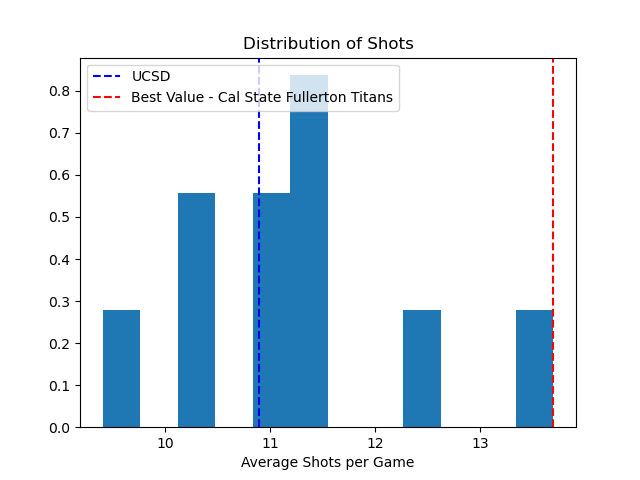 Distribution of Shots
UCSD
Best Value - Cal State Fullerton Titans
0.8
0.7
0.6
0.5
0.4
0.3
0.2
0.1
0.0
10 11 12 13
Average Shots per Game